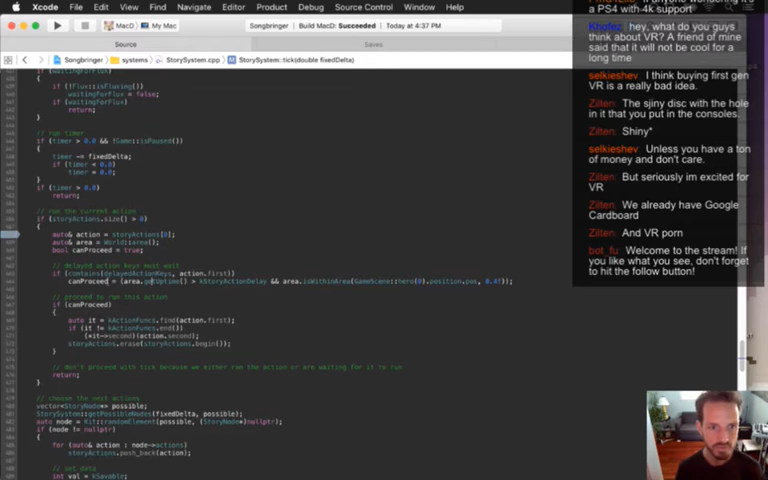 Xcode File Edit View Find Navigate Editor Product Debug Source Control Window Help
MacD My Mac Songbringer Build MacD: Succeeded Today at 4:37 PM
Source Saves
Songbringer systems StorySystem.cpp StorySystem::tick(double fixedDelta)
if (waitingForFlux)
{
if (!Flux::isFluxing())
waitingForFlux = false;
if (waitingForFlux)
return;
}
// run timer
if (timer > 0.0 && !Game::isPaused())
{
timer -= fixedDelta;
if (timer < 0.0)
timer = 0.0;
}
if (timer > 0.0)
return;
// run the current action
if (storyActions.size() > 0)
{
auto& action = storyActions[0];
auto& area = World::area();
bool canProceed = true;
// delayed action keys must wait
if (contains(delayedActionKeys, action.first))
canProceed = (area.getUptime() > kStoryActionDelay && area.isWithinArea(GameScene::hero(0).position.pos, 0.4f));
// proceed to run this action
if (canProceed)
{
auto it = kActionFuncs.find(action.first);
if (it != kActionFuncs.end())
(*it->second)(action.second);
storyActions.erase(storyActions.begin());
}
// don't proceed with tick because we either ran the action or are waiting for it to run
return;
}
// choose the next actions
vector<StoryNode*> possible;
StorySystem::getPossibleNodes(fixedDelta, possible);
auto node = Kit::randomElement(possible, (StoryNode*)nullptr);
if (node != nullptr)
{
for (auto& action : node->actions)
storyActions.push_back(action);
// set data
int val = kSavable;
a PS4 with 4k support
Khofez: hey, what do you guys
think about VR? A friend of mine
said that it will not be cool for a
long time
selkieshev: I think buying first gen
VR is a really bad idea.
Zilten: The sjiny disc with the hole
in it that you put in the consoles.
Zilten: Shiny*
selkieshev: Unless you have a ton
of money and don't care.
Zilten: But seriously im excited for
VR
Zilten: We already have Google
Cardboard
Zilten: And VR porn
bot_fu: Welcome to the stream! If
you like what you see, don't forget
to hit the follow button!